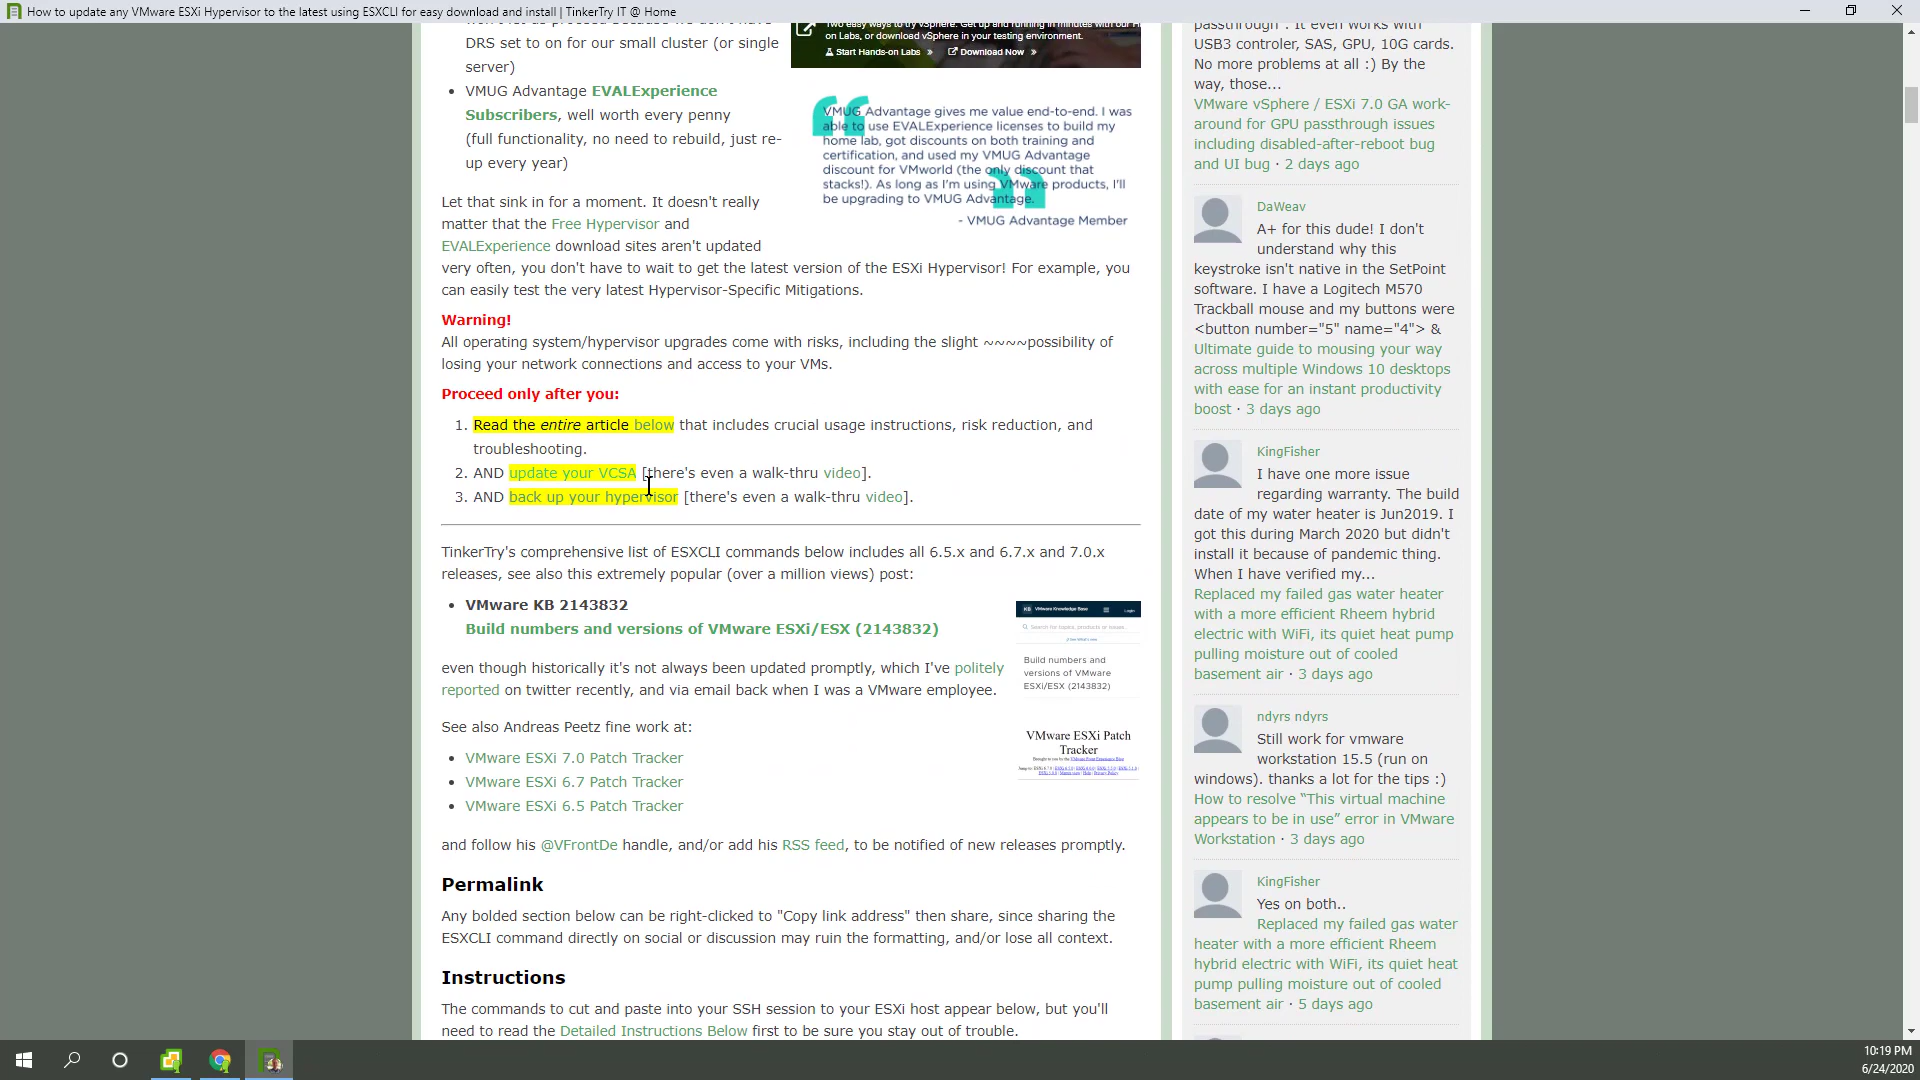 How to update any VMware ESXi Hypervisor to the latest using ESXCLI for easy download and install | TinkerTry IT @ Home
DRS set to on for our small cluster (or single
server)
• VMUG Advantage EVALExperience
Subscribers, well worth every penny
(full functionality, no need to rebuild, just re-
up every year)
Two easy ways to try vSphere. Get up and running in minutes with our H
on Labs, or download vSphere in your testing environment.
Start Hands-on Labs » Download Now »
VMUG Advantage gives me value end-to-end. I was
able to use EVALExperience licenses to build my
home lab, got discounts on both training and
certification, and used my VMUG Advantage
discount for VMworld (the only discount that
stacks!). As long as I'm using VMware products, I'll
be upgrading to VMUG Advantage.
- VMUG Advantage Member
Let that sink in for a moment. It doesn't really
matter that the Free Hypervisor and
EVALExperience download sites aren't updated
very often, you don't have to wait to get the latest version of the ESXi Hypervisor! For example, you
can easily test the very latest Hypervisor-Specific Mitigations.
Warning!
All operating system/hypervisor upgrades come with risks, including the slight ~~~~possibility of
losing your network connections and access to your VMs.
Proceed only after you:
1. Read the entire article below that includes crucial usage instructions, risk reduction, and
troubleshooting.
2. AND update your VCSA [there's even a walk-thru video].
3. AND back up your hypervisor [there's even a walk-thru video].
TinkerTry's comprehensive list of ESXCLI commands below includes all 6.5.x and 6.7.x and 7.0.x
releases, see also this extremely popular (over a million views) post:
• VMware KB 2143832
Build numbers and versions of VMware ESXi/ESX (2143832)
even though historically it's not always been updated promptly, which I've politely
reported on twitter recently, and via email back when I was a VMware employee.
KB VMware Knowledge Base Login
Search for topics, products or issues..
Build numbers and
versions of VMware
ESXi/ESX (2143832)
See also Andreas Peetz fine work at:
• VMware ESXi 7.0 Patch Tracker
• VMware ESXi 6.7 Patch Tracker
• VMware ESXi 6.5 Patch Tracker
VMware ESXi Patch
Tracker
and follow his @VFrontDe handle, and/or add his RSS feed, to be notified of new releases promptly.
Permalink
Any bolded section below can be right-clicked to "Copy link address" then share, since sharing the
ESXCLI command directly on social or discussion may ruin the formatting, and/or lose all context.
Instructions
The commands to cut and paste into your SSH session to your ESXi host appear below, but you'll
need to read the Detailed Instructions Below first to be sure you stay out of trouble.
passthrough". It even works with
USB3 controler, SAS, GPU, 10G cards.
No more problems at all :) By the
way, those...
VMware vSphere / ESXi 7.0 GA work-
around for GPU passthrough issues
including disabled-after-reboot bug
and UI bug · 2 days ago
DaWeav
A+ for this dude! I don't
understand why this
keystroke isn't native in the SetPoint
software. I have a Logitech M570
Trackball mouse and my buttons were
<button number="5" name="4"> &
Ultimate guide to mousing your way
across multiple Windows 10 desktops
with ease for an instant productivity
boost · 3 days ago
KingFisher
I have one more issue
regarding warranty. The build
date of my water heater is Jun2019. I
got this during March 2020 but didn't
install it because of pandemic thing.
When I have verified my...
Replaced my failed gas water heater
with a more efficient Rheem hybrid
electric with WiFi, its quiet heat pump
pulling moisture out of cooled
basement air · 3 days ago
ndyrs ndyrs
Still work for vmware
workstation 15.5 (run on
windows). thanks a lot for the tips :)
How to resolve “This virtual machine
appears to be in use” error in VMware
Workstation · 3 days ago
KingFisher
Yes on both..
Replaced my failed gas water
heater with a more efficient Rheem
hybrid electric with WiFi, its quiet heat
pump pulling moisture out of cooled
basement air · 5 days ago
10:19 PM
6/24/2020